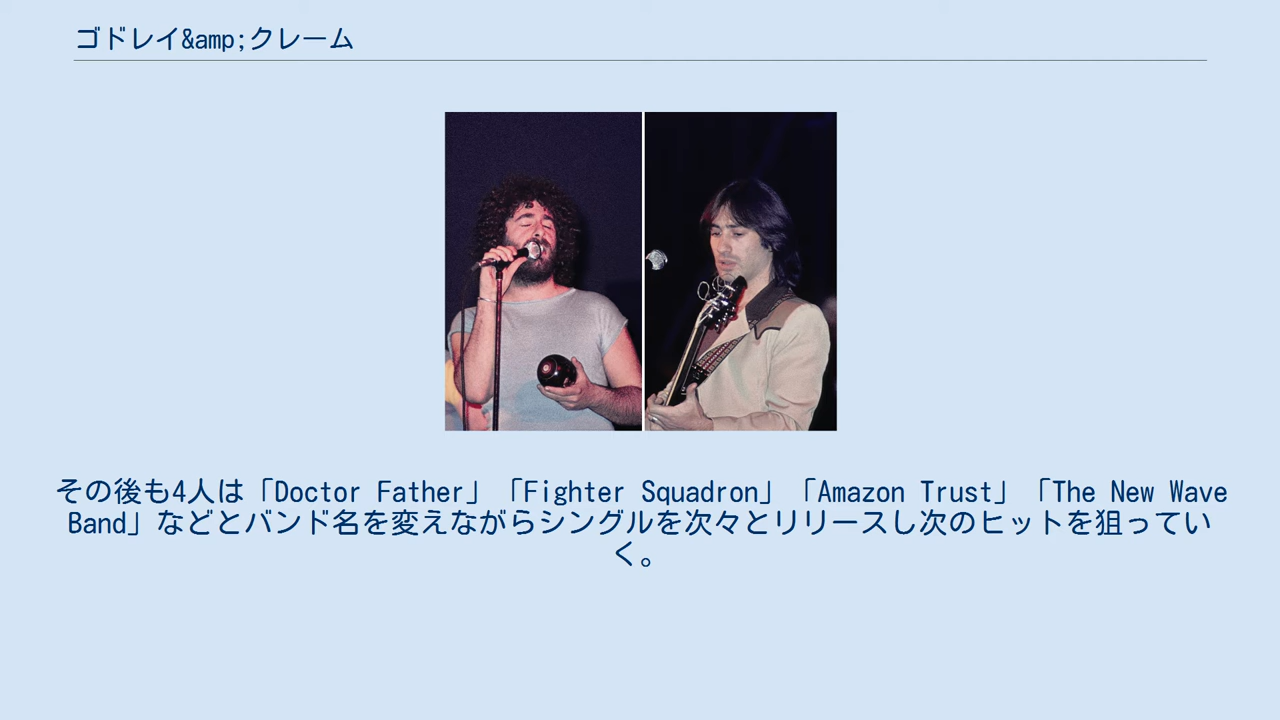 ゴドレイ&amp;クレーム
その後も4人は「Doctor Father」「Fighter Squadron」「Amazon Trust」「The New Wave
Band」などとバンド名を変えながらシングルを次々とリリースし次のヒットを狙ってい
く。